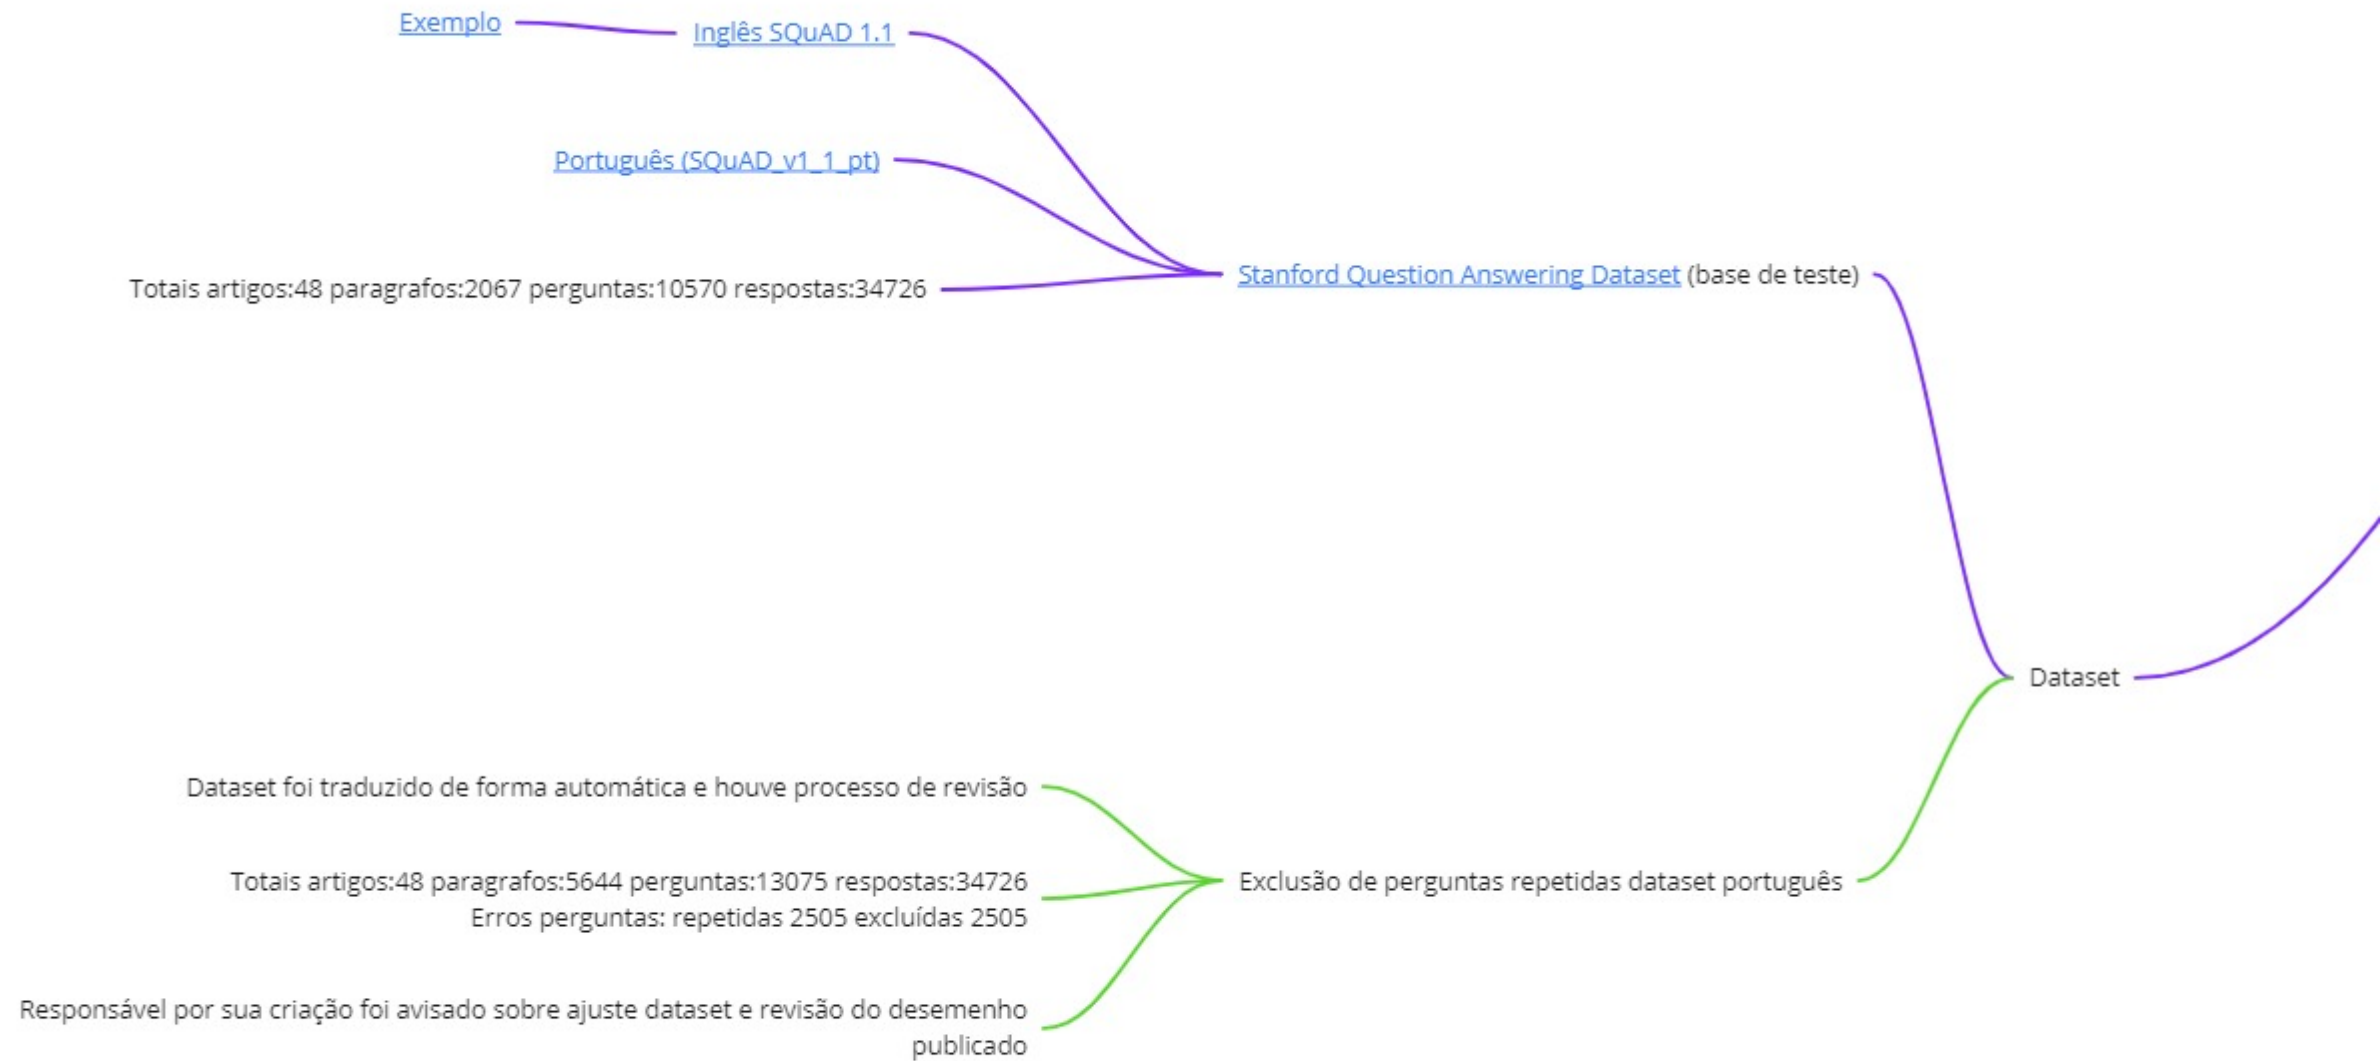 Exemplo
Inglês SQuAD 1.1
Português (SQuAD_v1_1_pt)
Totais artigos:48 paragrafos:2067 perguntas:10570 respostas:34726
Stanford Question Answering Dataset (base de teste)
Dataset
Dataset foi traduzido de forma automática e houve processo de revisão
Totais artigos:48 paragrafos:5644 perguntas:13075 respostas:34726
Erros perguntas: repetidas 2505 excluídas 2505
Exclusão de perguntas repetidas dataset português
Responsável por sua criação foi avisado sobre ajuste dataset e revisão do desemenho
publicado